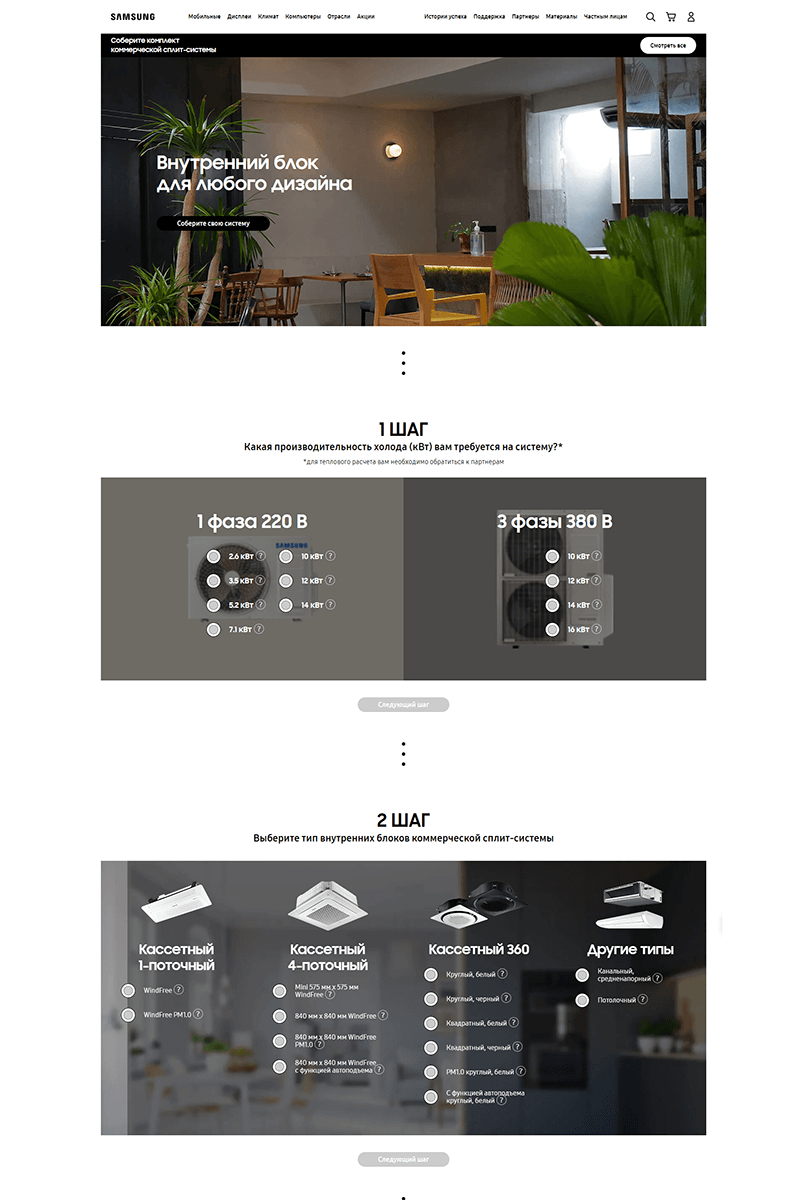 SAMSUNG
Мобильные Дисплеи Климат Компьютеры Отрасли Акции
Истории успеха Поддержка Партнеры Материалы Частным лицам
Соберите комплект
коммерческой сплит-системы
Смотреть все
Внутренний блок
для любого дизайна
Соберите свою систему
1 ШАГ
Какая производительность холода (кВт) вам требуется на систему?*
*для теплового расчета вам необходимо обратиться к партнерам
1 фаза 220 В
SAMSUNG
2.6 кВт ?
10 кВт ?
3.5 кВт ?
12 кВт ?
5.2 кВт ?
14 кВт ?
7.1 кВт ?
3 фазы 380 В
10 кВт ?
12 кВт ?
14 кВт ?
16 кВт ?
Следующий шаг
2 ШАГ
Выберите тип внутренних блоков коммерческой сплит-системы
Кассетный
1-поточный
WindFree ?
WindFree PM1.0 ?
Кассетный
4-поточный
Mini 575 мм x 575 мм
WindFree ?
840 мм x 840 мм WindFree ?
840 мм x 840 мм WindFree
PM1.0 ?
840 мм x 840 мм WindFree
с функцией автоподъема ?
Кассетный 360
Круглый, белый ?
Круглый, черный ?
Квадратный, белый ?
Квадратный, черный ?
PM1.0 круглый, белый ?
С функцией автоподъема
круглый, белый ?
Другие типы
Канальный,
средненапорный ?
Потолочный ?
Следующий шаг